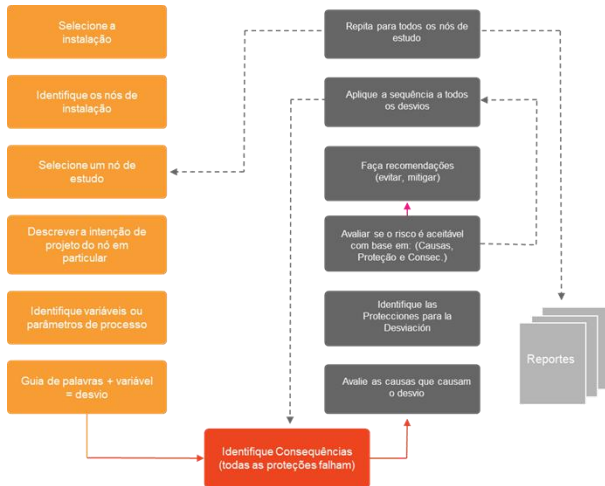 Selecione a
instalação
Identifique os nós de
instalação
Selecione um nó de
estudo
Descrever a intenção de
projeto do nó em
particular
Identifique variáveis ou
parâmetros de processo
Guia de palavras + variável
= desvio
Identifique Consequências
(todas as proteções falham)
Repita para todos os nós
de estudo
Aplique a sequência a todos
os desvios
Faça recomendações
(evitar, mitigar)
Avaliar se o risco é aceitável
com base em: (Causas,
Proteção e Consec.)
Identifique las
Protecciones para la
Desviación
Avalie as causas que causam
o desvio
Reportes